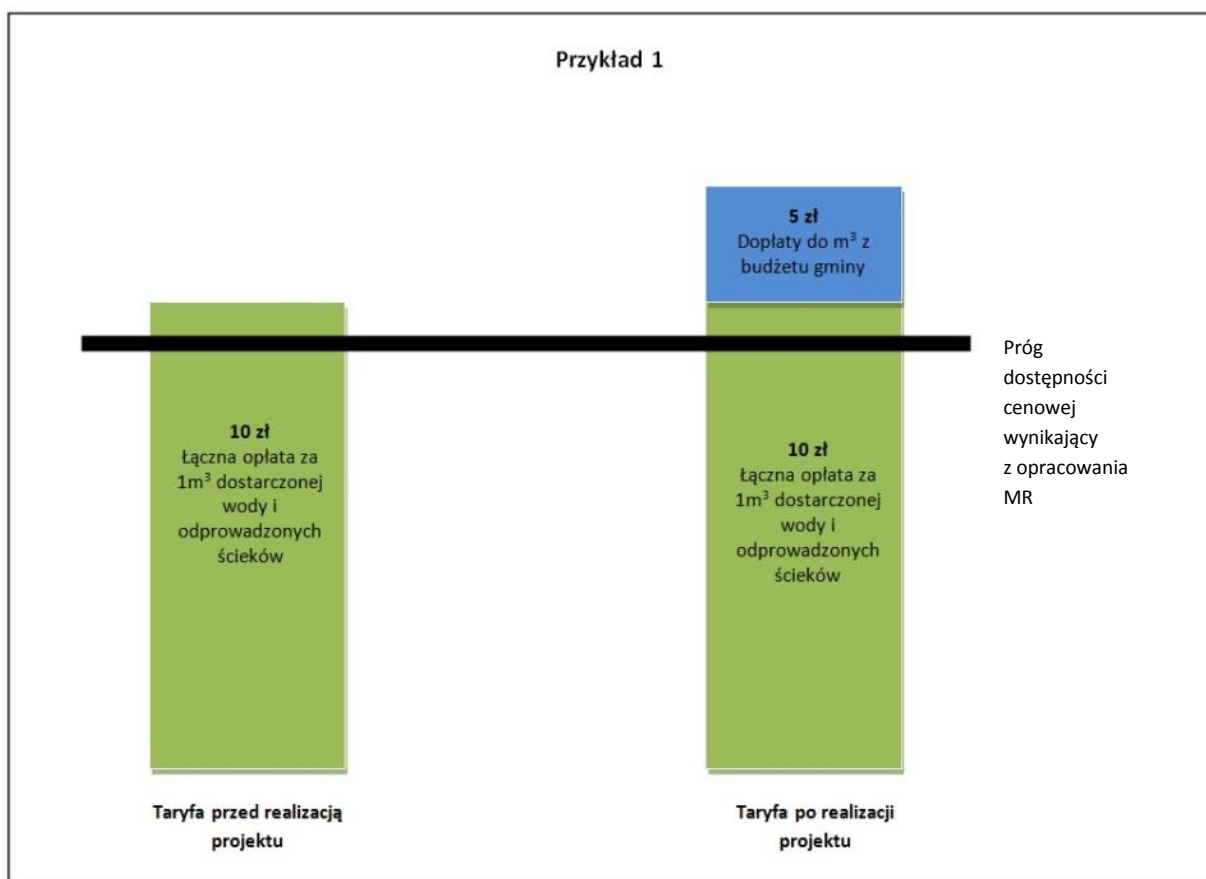 Przykład 1
5 zł
Dopłaty do m³ z
budżetu gminy
Próg
dostępności
cenowej
wynikający
z opracowania
MR
10 zł
Łączna opłata za
1m³ dostarczonej
wody i
odprowadzonych
ścieków
10 zł
Łączna opłata za
1m³ dostarczonej
wody i
odprowadzonych
ścieków
Taryfa przed realizacją
projektu
Taryfa po realizacji
projektu